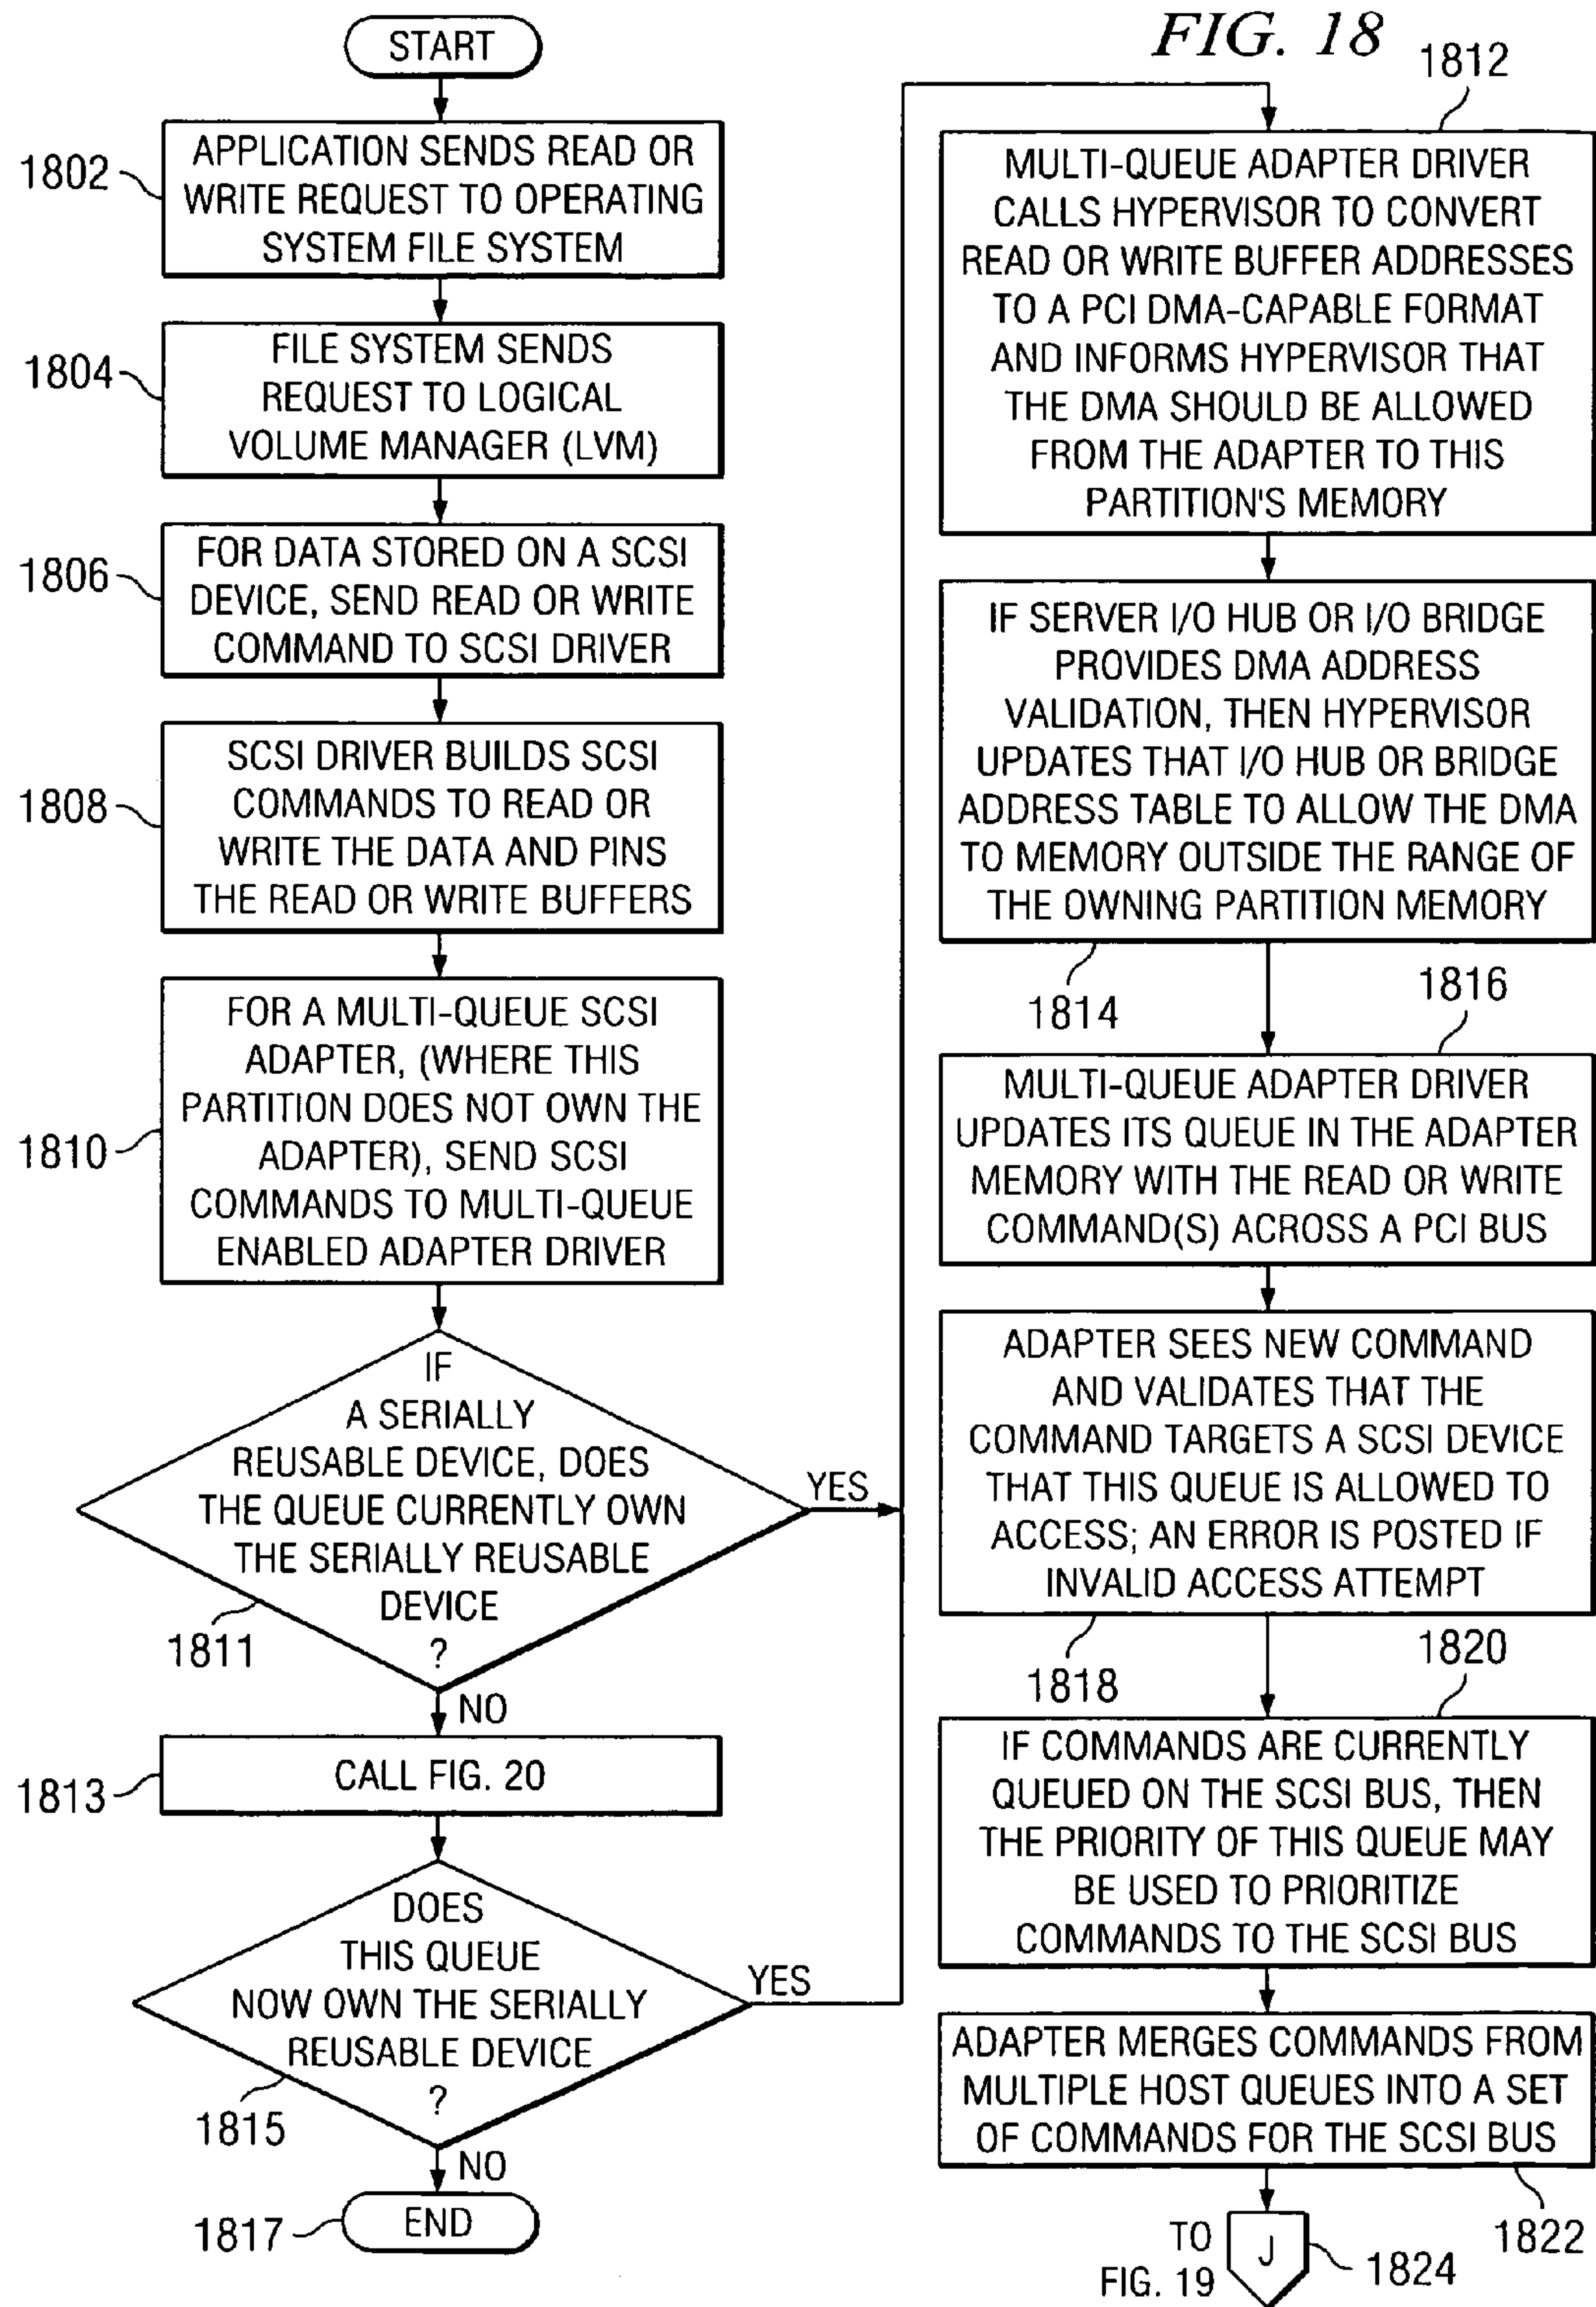 FIG. 18
START
1802
APPLICATION SENDS READ OR
WRITE REQUEST TO OPERATING
SYSTEM FILE SYSTEM
1804
FILE SYSTEM SENDS
REQUEST TO LOGICAL
VOLUME MANAGER (LVM)
1806
FOR DATA STORED ON A SCSI
DEVICE, SEND READ OR WRITE
COMMAND TO SCSI DRIVER
1808
SCSI DRIVER BUILDS SCSI
COMMANDS TO READ OR
WRITE THE DATA AND PINS
THE READ OR WRITE BUFFERS
1810
FOR A MULTI-QUEUE SCSI
ADAPTER, (WHERE THIS
PARTITION DOES NOT OWN THE
ADAPTER), SEND SCSI
COMMANDS TO MULTI-QUEUE
ENABLED ADAPTER DRIVER
IF
A SERIALLY
REUSABLE DEVICE, DOES
THE QUEUE CURRENTLY OWN
THE SERIALLY REUSABLE
DEVICE
?
1811
YES
NO
1813
CALL FIG. 20
DOES
THIS QUEUE
NOW OWN THE SERIALLY
REUSABLE DEVICE
?
1815
YES
NO
1817
END
1812
MULTI-QUEUE ADAPTER DRIVER
CALLS HYPERVISOR TO CONVERT
READ OR WRITE BUFFER ADDRESSES
TO A PCI DMA-CAPABLE FORMAT
AND INFORMS HYPERVISOR THAT
THE DMA SHOULD BE ALLOWED
FROM THE ADAPTER TO THIS
PARTITION'S MEMORY
IF SERVER I/O HUB OR I/O BRIDGE
PROVIDES DMA ADDRESS
VALIDATION, THEN HYPERVISOR
UPDATES THAT I/O HUB OR BRIDGE
ADDRESS TABLE TO ALLOW THE DMA
TO MEMORY OUTSIDE THE RANGE OF
THE OWNING PARTITION MEMORY
1814
1816
MULTI-QUEUE ADAPTER DRIVER
UPDATES ITS QUEUE IN THE ADAPTER
MEMORY WITH THE READ OR WRITE
COMMAND(S) ACROSS A PCI BUS
ADAPTER SEES NEW COMMAND
AND VALIDATES THAT THE
COMMAND TARGETS A SCSI DEVICE
THAT THIS QUEUE IS ALLOWED TO
ACCESS; AN ERROR IS POSTED IF
INVALID ACCESS ATTEMPT
1818
1820
IF COMMANDS ARE CURRENTLY
QUEUED ON THE SCSI BUS, THEN
THE PRIORITY OF THIS QUEUE MAY
BE USED TO PRIORITIZE
COMMANDS TO THE SCSI BUS
ADAPTER MERGES COMMANDS FROM
MULTIPLE HOST QUEUES INTO A SET
OF COMMANDS FOR THE SCSI BUS
1822
TO
FIG. 19
J
1824